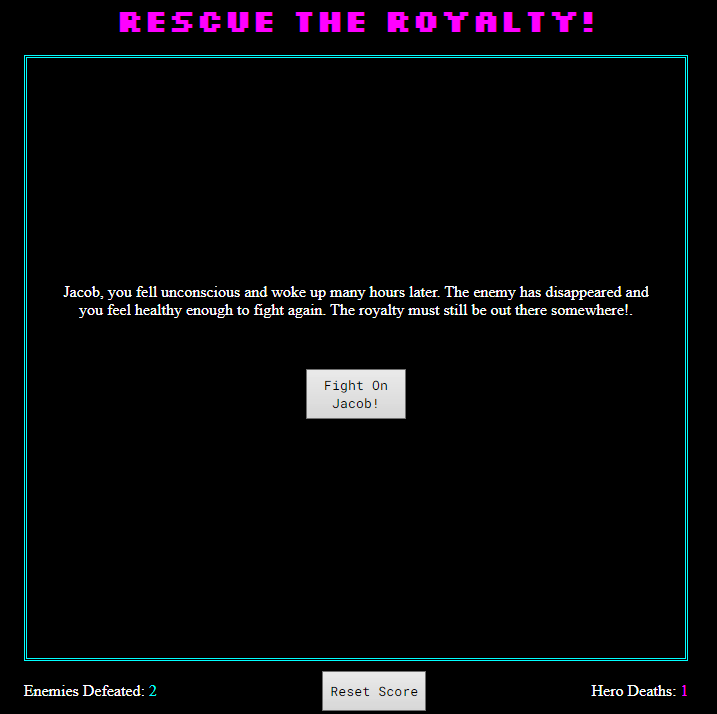 RESCUE THE ROYALTY!
Jacob, you fell unconscious and woke up many hours later. The enemy has disappeared and
you feel healthy enough to fight again. The royalty must still be out there somewhere!.
Fight On
Jacob!
Enemies Defeated: 2
Reset Score
Hero Deaths: 1